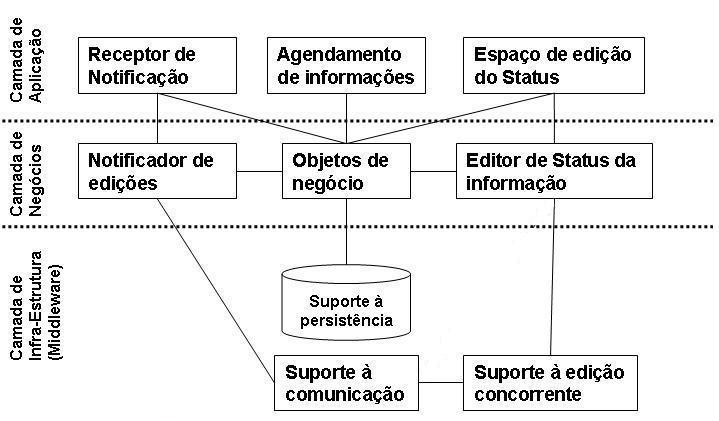 Camada de
Aplicação
Receptor de
Notificação
Agendamento
de informações
Espaço de edição
do Status
Camada de
Negócios
Notificador de
edições
Objetos de
negócio
Editor de Status da
informação
Camada de
Infra-Estrutura
(Middleware)
Suporte à
persistência
Suporte à
comunicação
Suporte à edição
concorrente